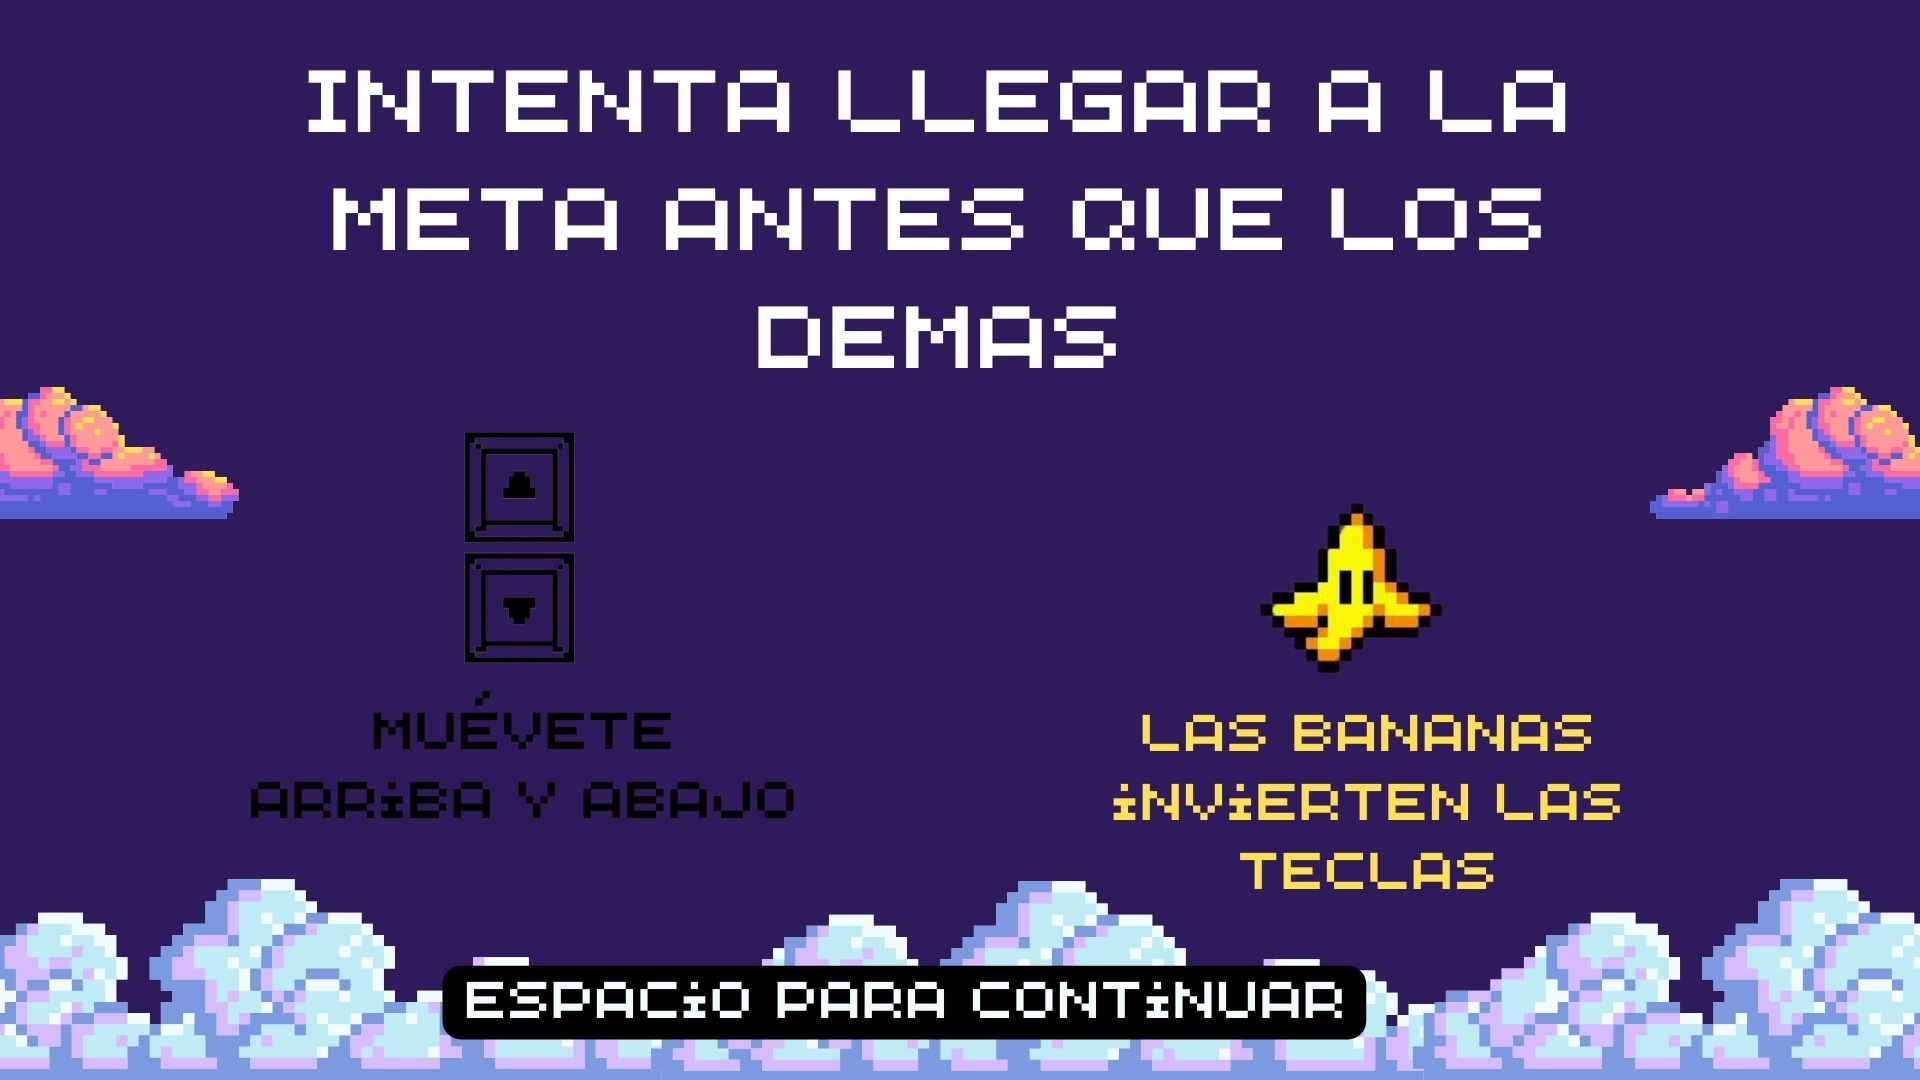 INTENTA LLEGAR A LA
META ANTES QUE LOS
DEMAS
MUÉVETE
ARRiBA Y ABAJO
LAS BANANAS
iNViERTEN LAS
TECLAS
ESPACiO PARA CONTiNUAR